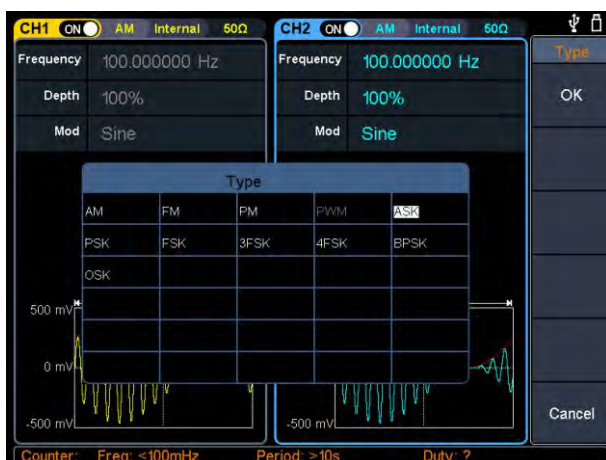 CH1 ON AM Internal 50Ω CH2 ON AM Internal 50Ω
Type
Frequency 100.000000 Hz Frequency 100.000000 Hz
Depth 100% Depth 100% OK
Mod Sine Mod Sine
Type
AM FM PM PWM ASK
PSK FSK 3FSK 4FSK BPSK
OSK
500 mV
0 mV
-500 mV -500 mV Cancel
Counter: Freq: <100mHz Period: >10s Duty: ?